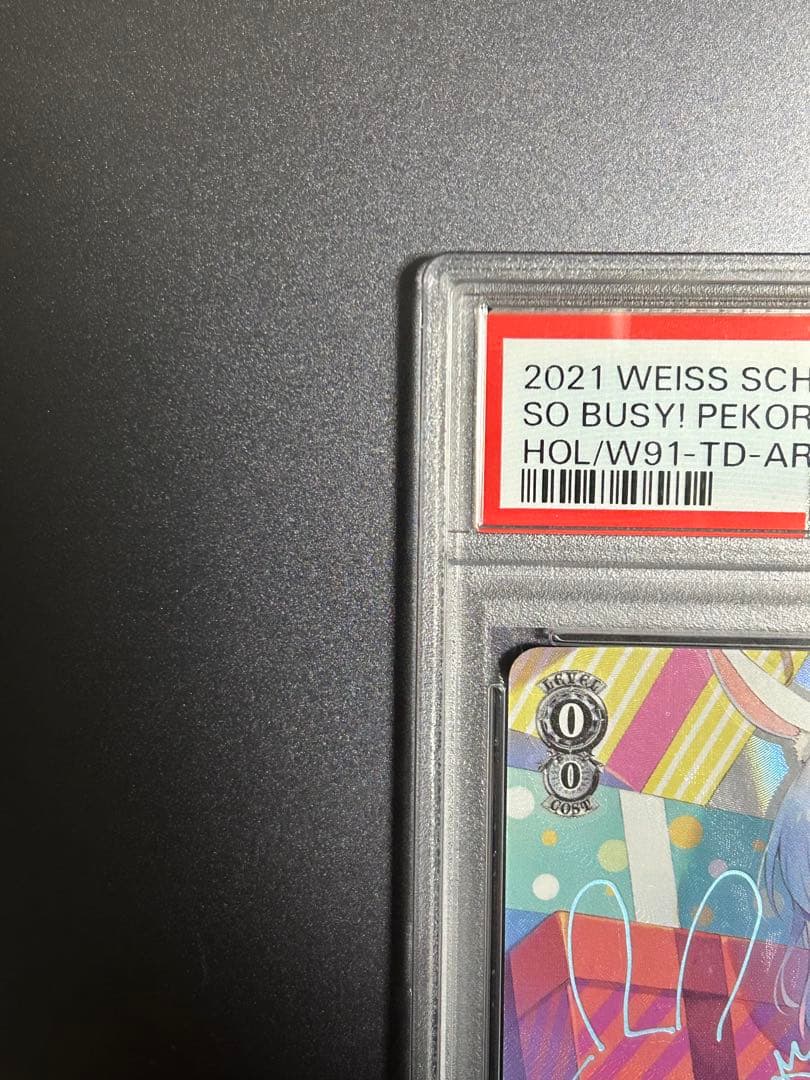 2021 WEISS SCH
SO BUSY! PEKOR
HOL/W91-TD-AR
LEVEL
0
0
COST